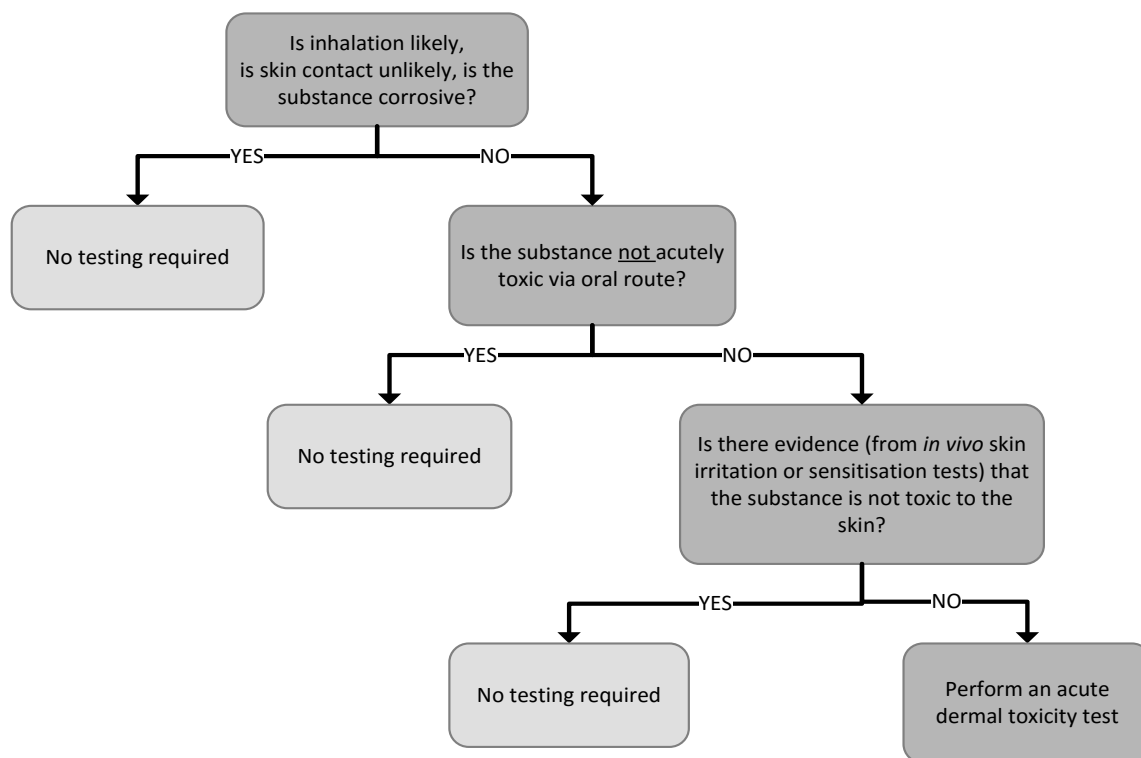 Is inhalation likely,
is skin contact unlikely, is the
substance corrosive?
YES
NO
No testing required
Is the substance not acutely
toxic via oral route?
YES
NO
No testing required
Is there evidence (from in vivo skin
irritation or sensitisation tests) that
the substance is not toxic to the
skin?
YES
NO
No testing required
Perform an acute
dermal toxicity test